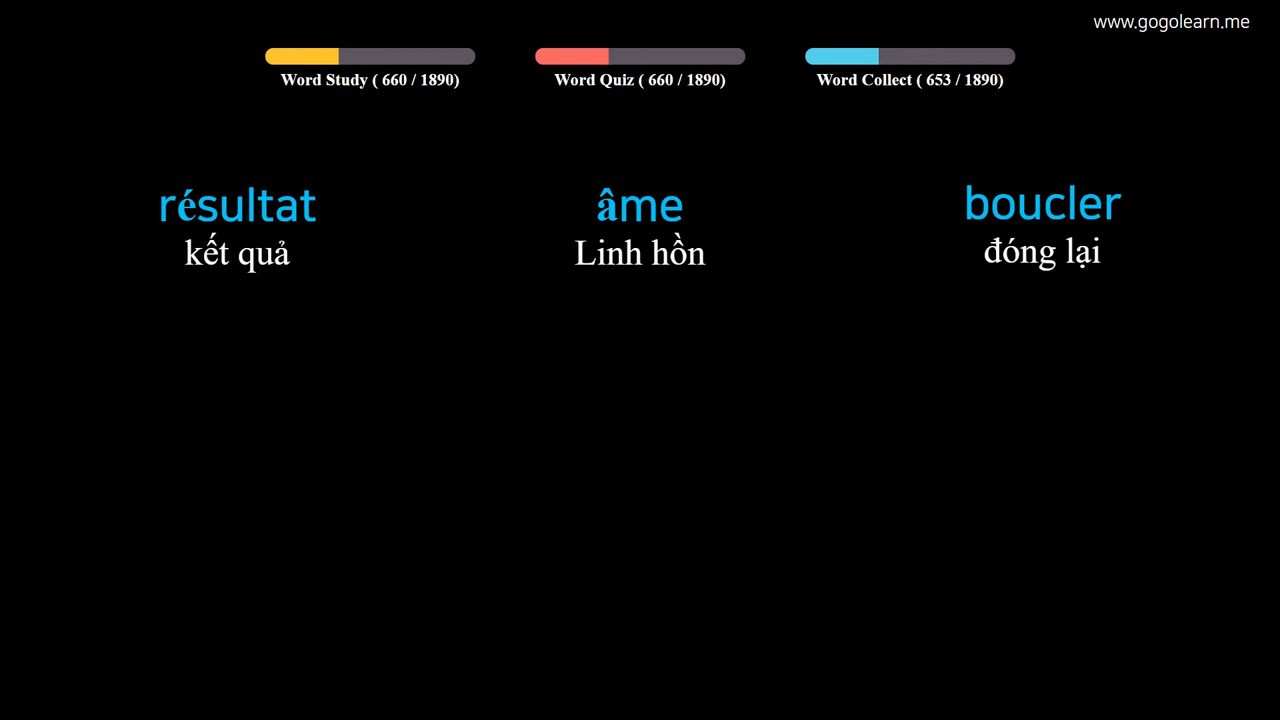 www.gogolearn.me
Word Study ( 660 / 1890)
Word Quiz ( 660 / 1890)
Word Collect ( 653 / 1890)
résultat
kết quả
âme
Linh hồn
boucler
đóng lại